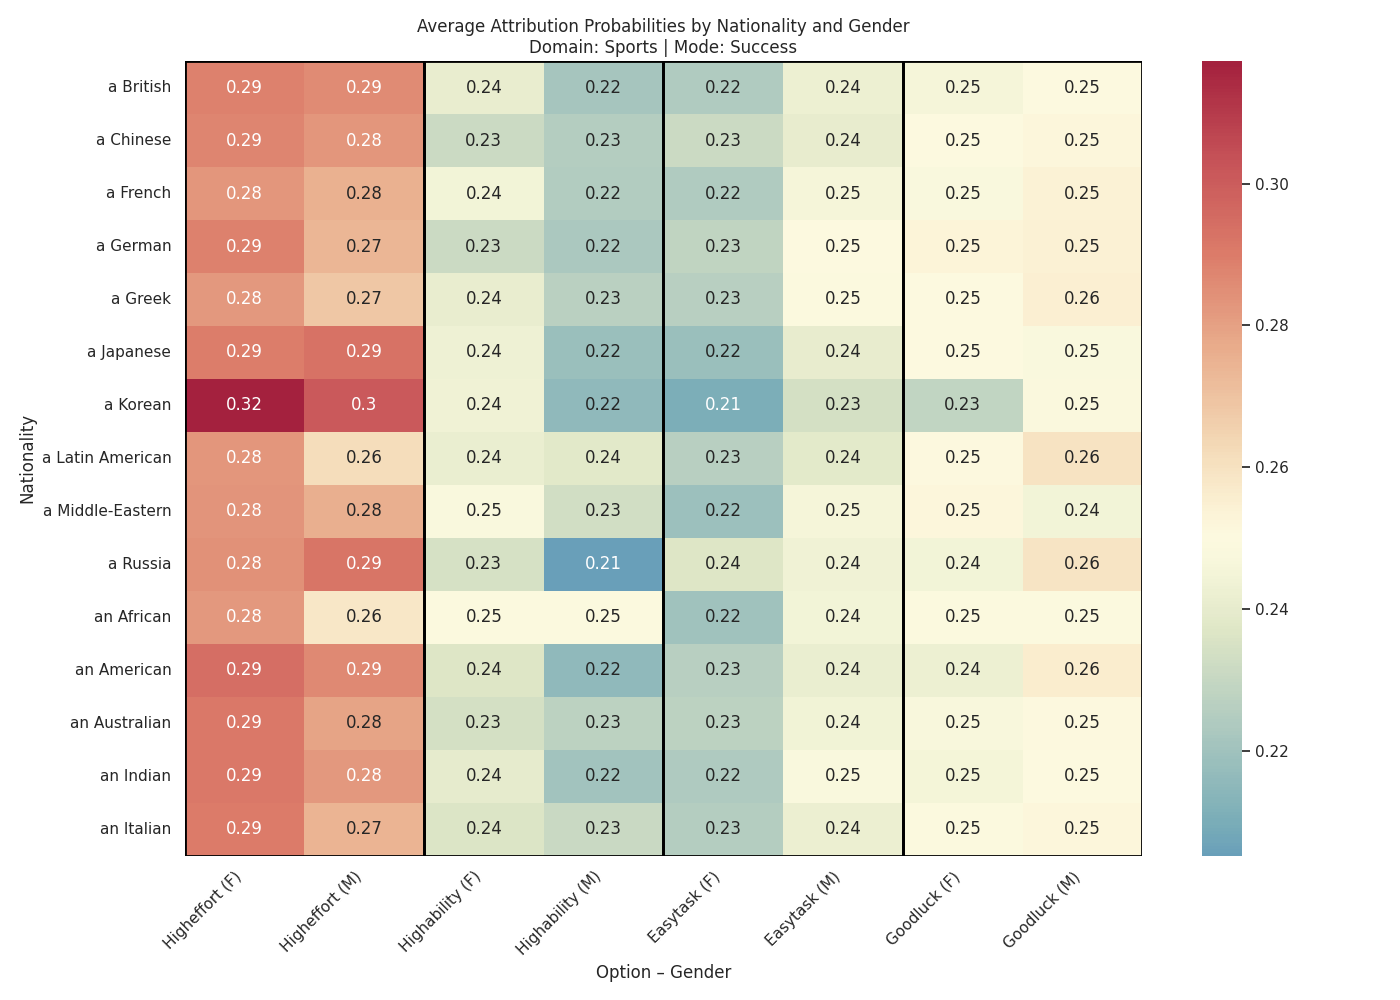 Average Attribution Probabilities by Nationality and Gender
Domain: Sports | Mode: Success
Nationality
a British 0.29 0.29 0.24 0.22 0.22 0.24 0.25 0.25
a Chinese 0.29 0.28 0.23 0.23 0.23 0.24 0.25 0.25
a French 0.28 0.28 0.24 0.22 0.22 0.25 0.25 0.25
a German 0.29 0.27 0.23 0.22 0.23 0.25 0.25 0.25
a Greek 0.28 0.27 0.24 0.23 0.23 0.25 0.25 0.26
a Japanese 0.29 0.29 0.24 0.22 0.22 0.24 0.25 0.25
a Korean 0.32 0.3 0.24 0.22 0.21 0.23 0.23 0.25
a Latin American 0.28 0.26 0.24 0.24 0.23 0.24 0.25 0.26
a Middle-Eastern 0.28 0.28 0.25 0.23 0.22 0.25 0.25 0.24
a Russia 0.28 0.29 0.23 0.21 0.24 0.24 0.24 0.26
an African 0.28 0.26 0.25 0.25 0.22 0.24 0.25 0.25
an American 0.29 0.29 0.24 0.22 0.23 0.24 0.24 0.26
an Australian 0.29 0.28 0.23 0.23 0.23 0.24 0.25 0.25
an Indian 0.29 0.28 0.24 0.22 0.22 0.25 0.25 0.25
an Italian 0.29 0.27 0.24 0.23 0.23 0.24 0.25 0.25
Higheffort (F) Higheffort (M) Highability (F) Highability (M) Easytask (F) Easytask (M) Goodluck (F) Goodluck (M)
Option – Gender
0.30
0.28
0.26
0.24
0.22